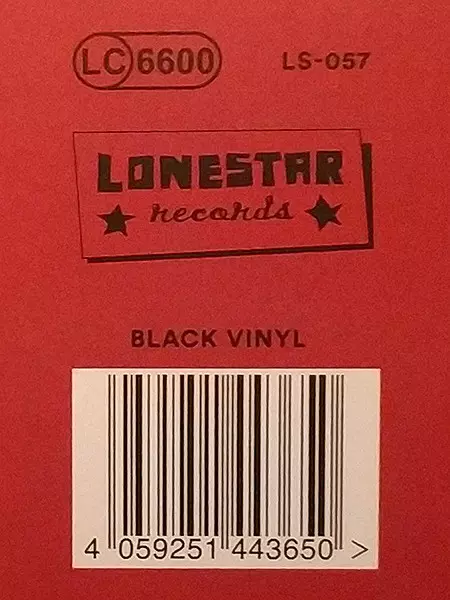 LC 6600 LS-057
LONESTAR
records
BLACK VINYL
4 059251 443650 >